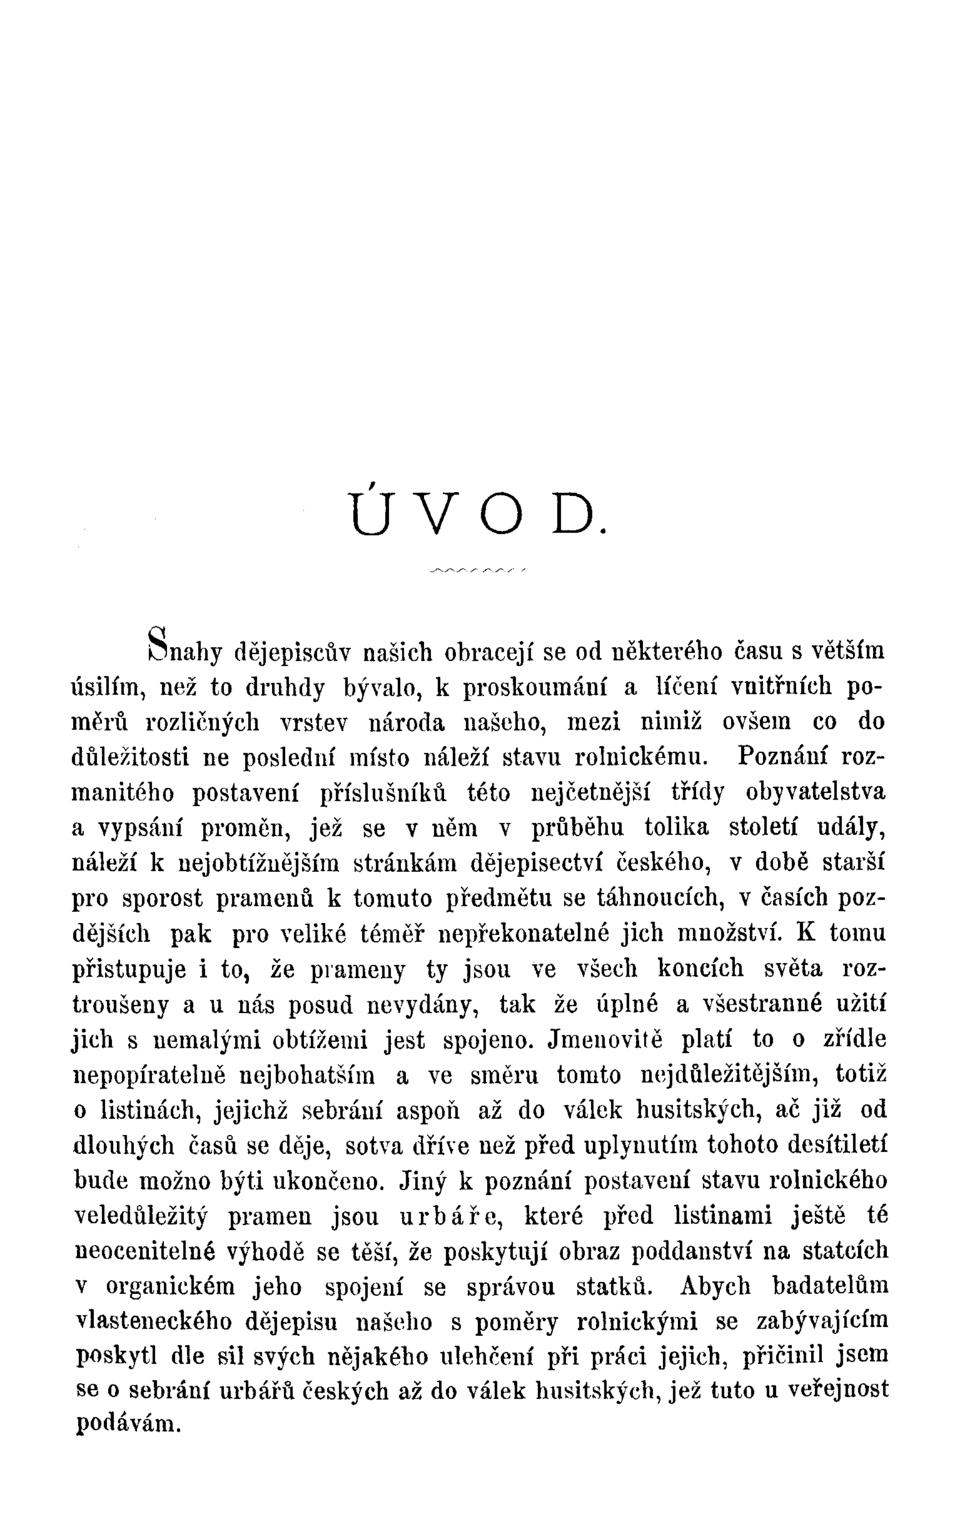 ÚVOD.
Snahy dějepiscův našich obracejí se od některého času s větším
úsilím, než to druhdy bývalo, k proskoumání a líčení vnitřních po-
měrů rozličných vrstev národa našeho, mezi nimiž ovšem co do
důležitosti ne poslední místo náleží stavu rolnickému. Poznání roz-
manitého postavení příslušníků této nejčetnější třídy obyvatelstva
a vypsání proměn, jež se v něm v průběhu tolika století udály,
náleží k nejobtížnějším stránkám dějepisectví českého, v době starší
pro sporost pramenů k tomuto předmětu se táhnoucích, v časích poz-
dějších pak pro veliké téměř nepřekonatelné jich množství. K tomu
přistupuje i to, že prameny ty jsou ve všech koncích světa roz-
troušeny a u nás posud nevydány, tak že úplné a všestranné užití
jich s nemalými obtížemi jest spojeno. Jmenovitě platí to o zřídle
nepopíratelně nejbohatším a ve směru tomto nejdůležitějším, totiž
o listinách, jejichž sebrání aspoň až do válek husitských, ač již od
dlouhých časů se děje, sotva dříve než před uplynutím tohoto desítiletí
bude možno býti ukončeno. Jiný k poznání postavení stavu rolnického
veledůležitý pramen jsou urbáře, které před listinami ještě té
neocenitelné výhodě se těší, že poskytují obraz poddanství na statcích
v organickém jeho spojení se správou statků. Abych badatelům
vlasteneckého dějepisu našeho s poměry rolnickými se zabývajícím
poskytl dle sil svých nějakého ulehčení při práci jejich, přičinil jsem
se o sebrání urbářů českých až do válek husitských, jež tuto u veřejnost
podávám.